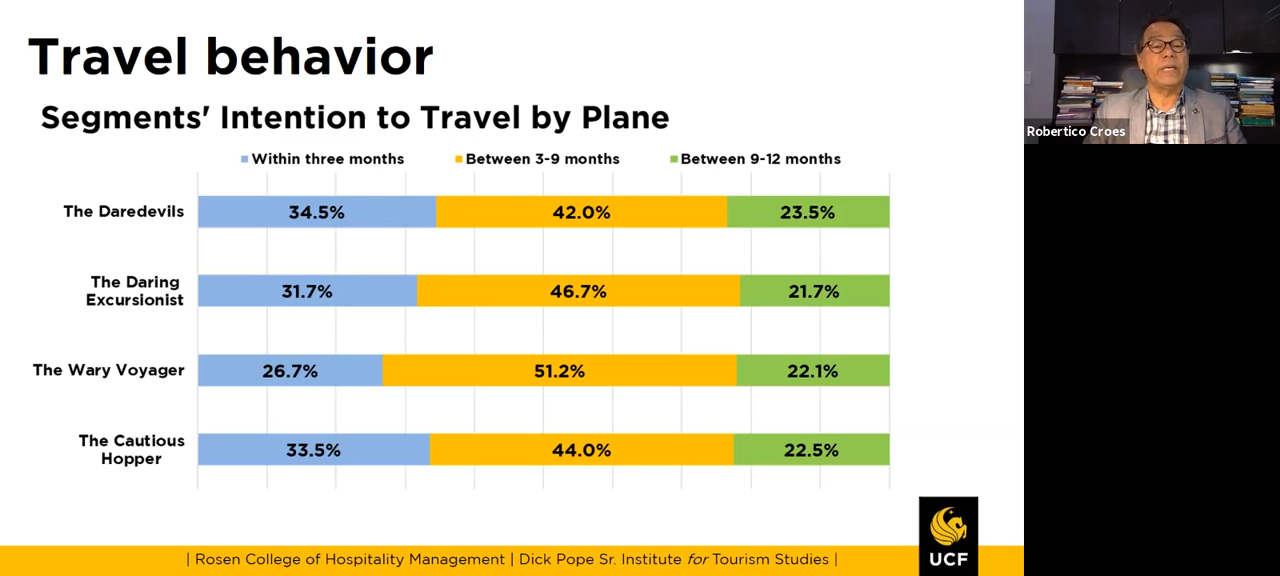 Travel behavior
Segments' Intention to Travel by Plane
Within three months Between 3-9 months Between 9-12 months
The Daredevils 34.5% 42.0% 23.5%
The Daring
Excursionist
31.7% 46.7% 21.7%
The Wary Voyager 26.7% 51.2% 22.1%
The Cautious
Hopper
33.5% 44.0% 22.5%
| Rosen College of Hospitality Management | Dick Pope Sr. Institute for Tourism Studies |
UCF
Robertico Croes